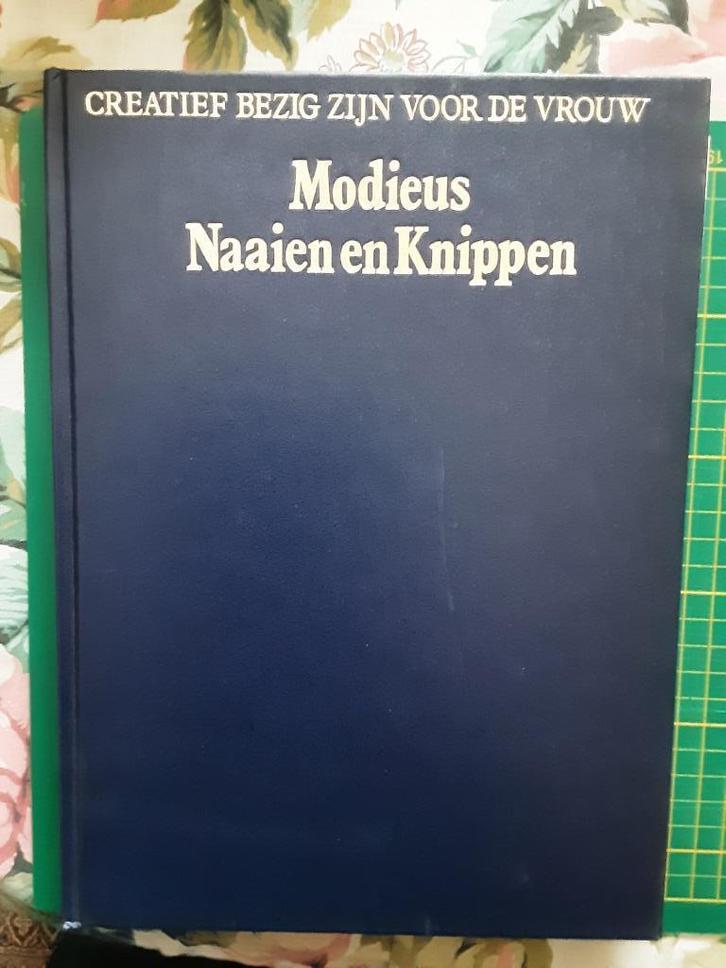 CREATIEF BEZIG ZIJN VOOR DE VROUW
Modieus
Naaien en Knippen